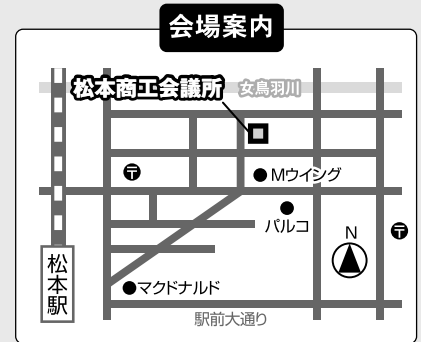 会場案内
松本商工会議所
女鳥羽川
〒
Mウイング
パルコ
〒
N
松本駅
マクドナルド
駅前大通り